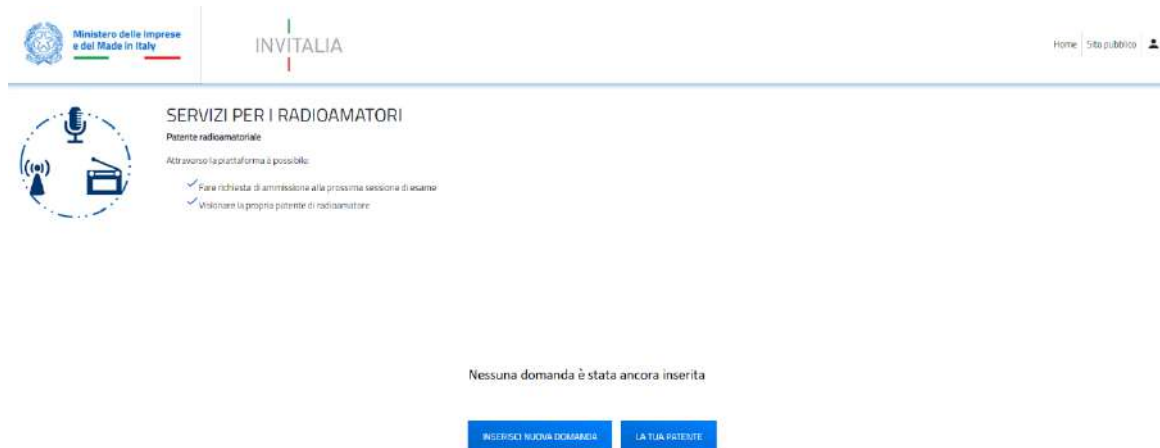 Ministero delle Imprese
e del Made in Italy
INVITALIA
Home Sito pubblico
SERVIZI PER I RADIOAMATORI
Patente radioamatoriale
Attraverso la piattaforma è possibile:
Fare richiesta di ammissione alla prossima sessione di esame
Visionare la propria patente di radioamatore
Nessuna domanda è stata ancora inserita
INSERISCI NUOVA DOMANDA LA TUA PATENTE